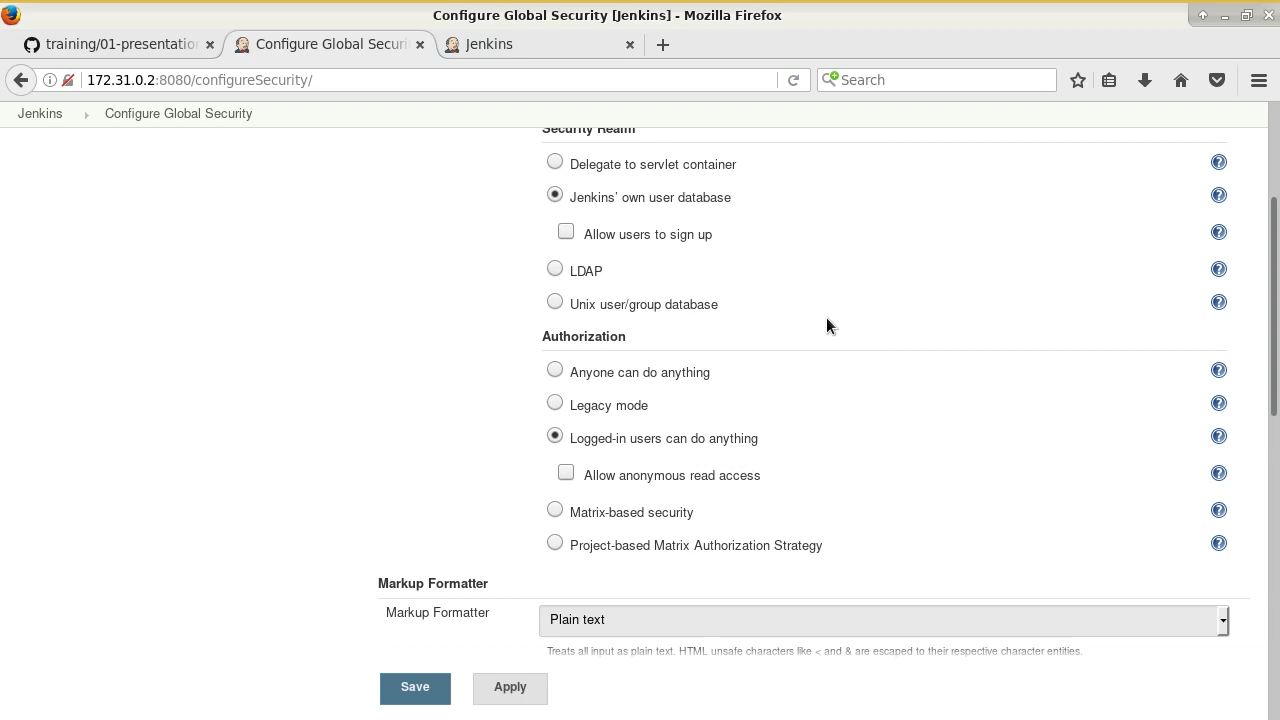 Configure Global Security [Jenkins] - Mozilla Firefox
training/01-presentation
Configure Global Securi
Jenkins
172.31.0.2:8080/configureSecurity/
Search
Jenkins
Configure Global Security
Security Realm
Delegate to servlet container
Jenkins’ own user database
Allow users to sign up
LDAP
Unix user/group database
Authorization
Anyone can do anything
Legacy mode
Logged-in users can do anything
Allow anonymous read access
Matrix-based security
Project-based Matrix Authorization Strategy
Markup Formatter
Markup Formatter
Plain text
Treats all input as plain text. HTML unsafe characters like < and & are escaped to their respective character entities.
Save
Apply